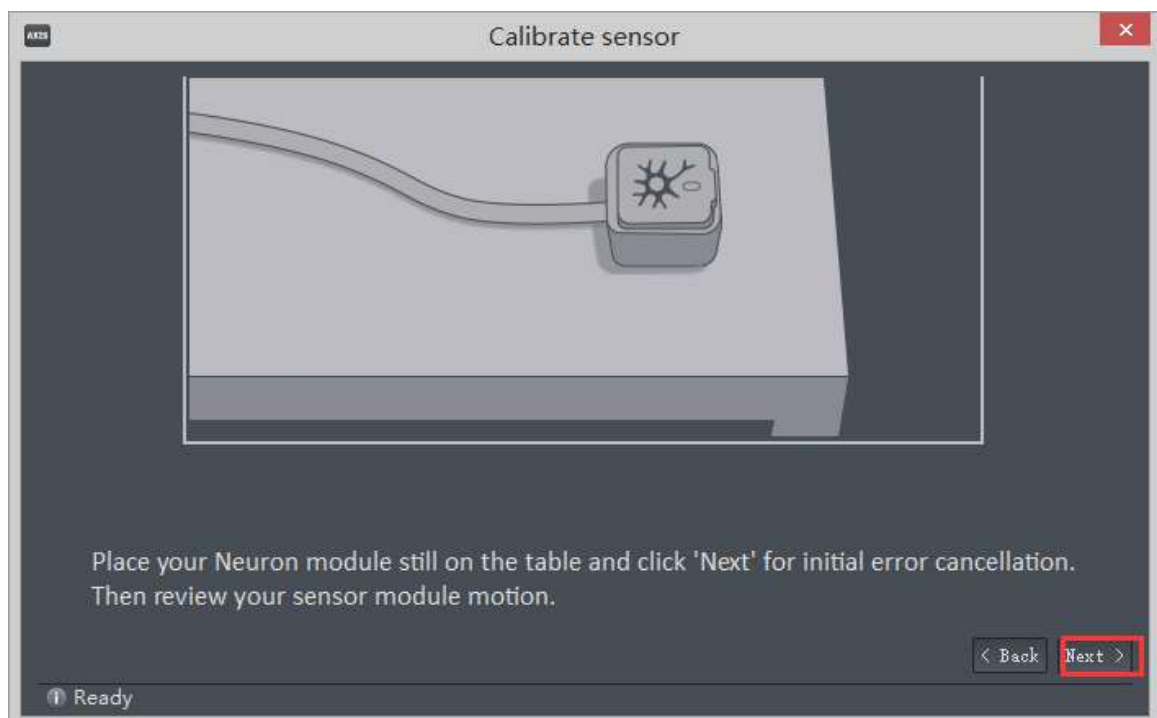 Calibrate sensor
Place your Neuron module still on the table and click 'Next' for initial error cancellation.
Then review your sensor module motion.
< Back Next >
Ready